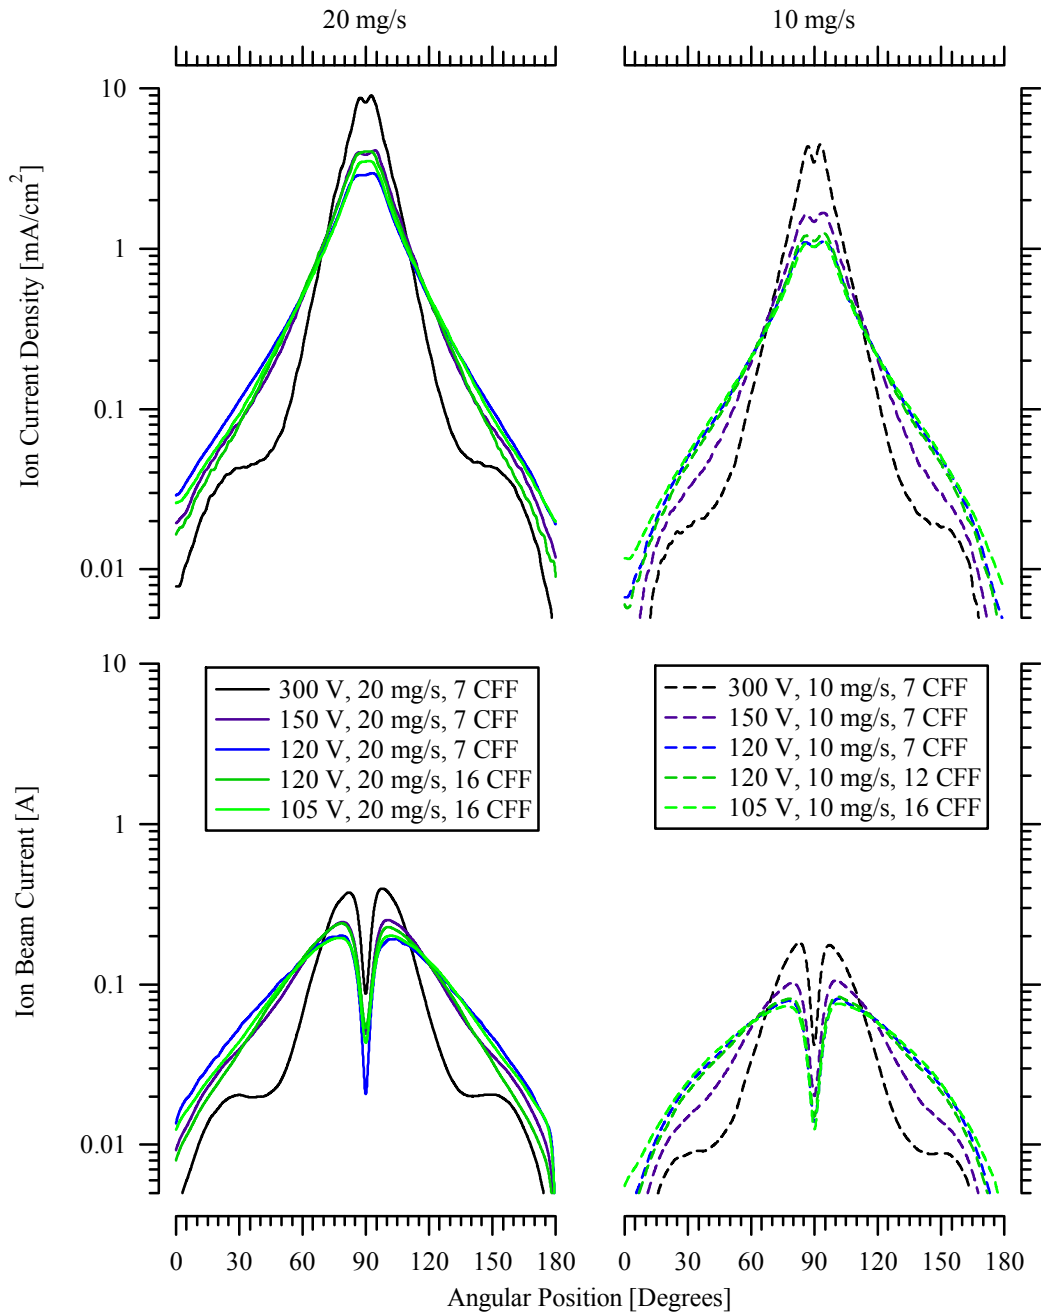 20 mg/s
10 mg/s
Ion Current Density [mA/cm²]
10
1
0.1
0.01
Ion Beam Current [A]
10
1
0.1
0.01
300 V, 20 mg/s, 7 CFF
150 V, 20 mg/s, 7 CFF
120 V, 20 mg/s, 7 CFF
120 V, 20 mg/s, 16 CFF
105 V, 20 mg/s, 16 CFF
300 V, 10 mg/s, 7 CFF
150 V, 10 mg/s, 7 CFF
120 V, 10 mg/s, 7 CFF
120 V, 10 mg/s, 12 CFF
105 V, 10 mg/s, 16 CFF
0 30 60 90 120 150 180
0 30 60 90 120 150 180
Angular Position [Degrees]